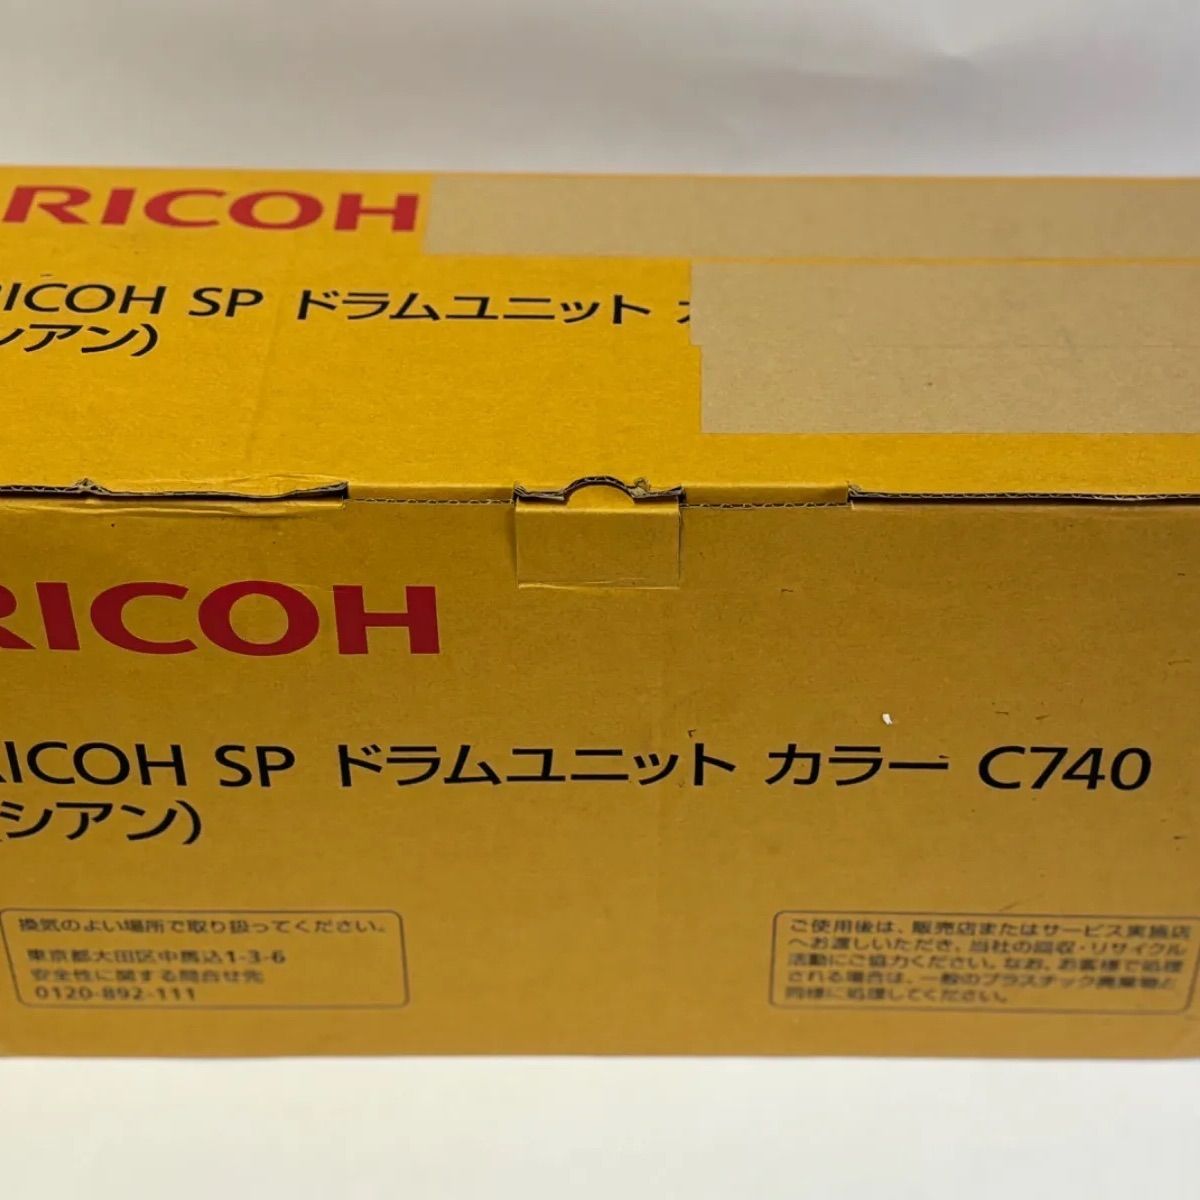 RICOH
RICOH SP ドラムユニット カ
シアン)
RICOH
RICOH SP ドラムユニット カラー C740
(シアン)
換気のよい場所で取り扱ってください。
東京都大田区中馬込1-3-6
安全性に関する問合せ先
0120-892-111
ご使用後は、販売店またはサービス実施店
へお渡しいただき、当社の回収・リサイクル
活動にご協力ください。なお、お客様で処理
される場合は、一般のプラスチック廃棄物と
同様に処理してください。